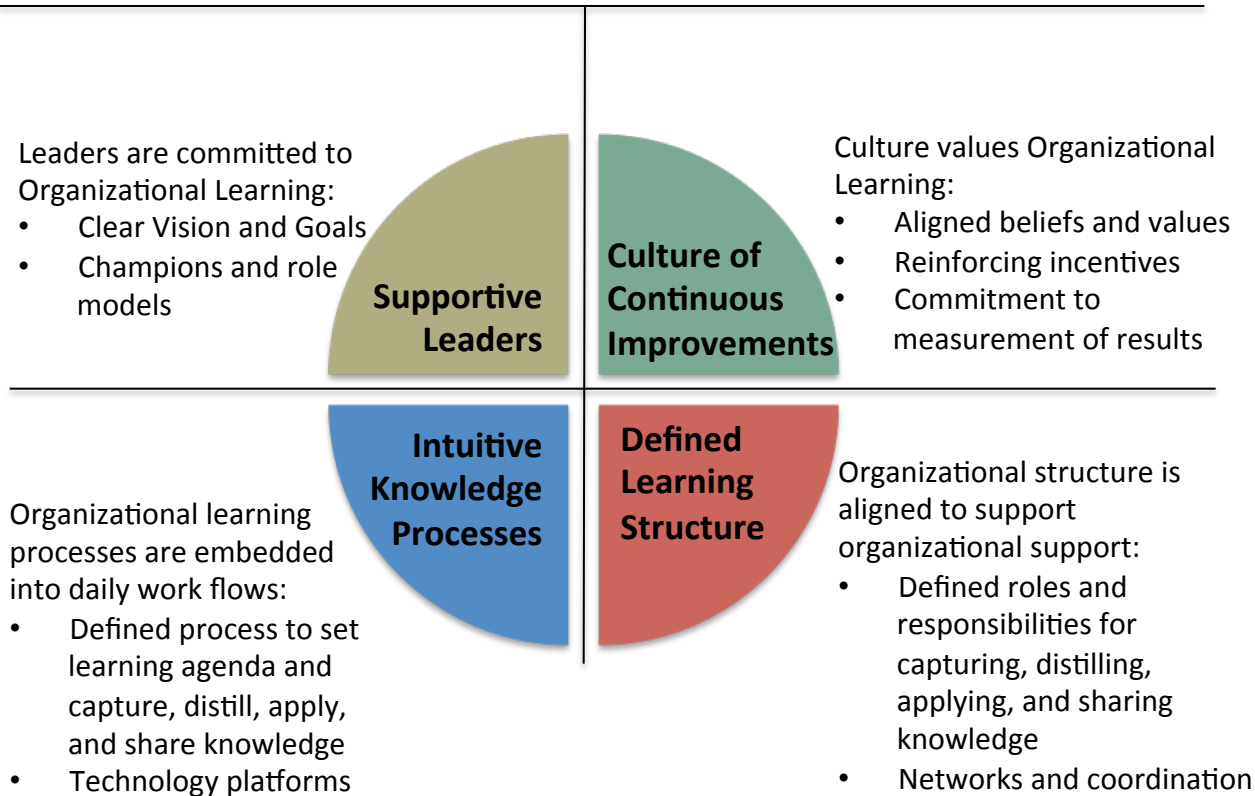 Leaders are committed to
Organizational Learning:
• Clear Vision and Goals
• Champions and role
models
Supportive
Leaders
Culture of
Continuous
Improvements
Culture values Organizational
Learning:
• Aligned beliefs and values
• Reinforcing incentives
• Commitment to
measurement of results
Organizational learning
processes are embedded
into daily work flows:
• Defined process to set
learning agenda and
capture, distill, apply,
and share knowledge
• Technology platforms
Intuitive
Knowledge
Processes
Defined
Learning
Structure
Organizational structure is
aligned to support
organizational support:
• Defined roles and
responsibilities for
capturing, distilling,
applying, and sharing
knowledge
• Networks and coordination